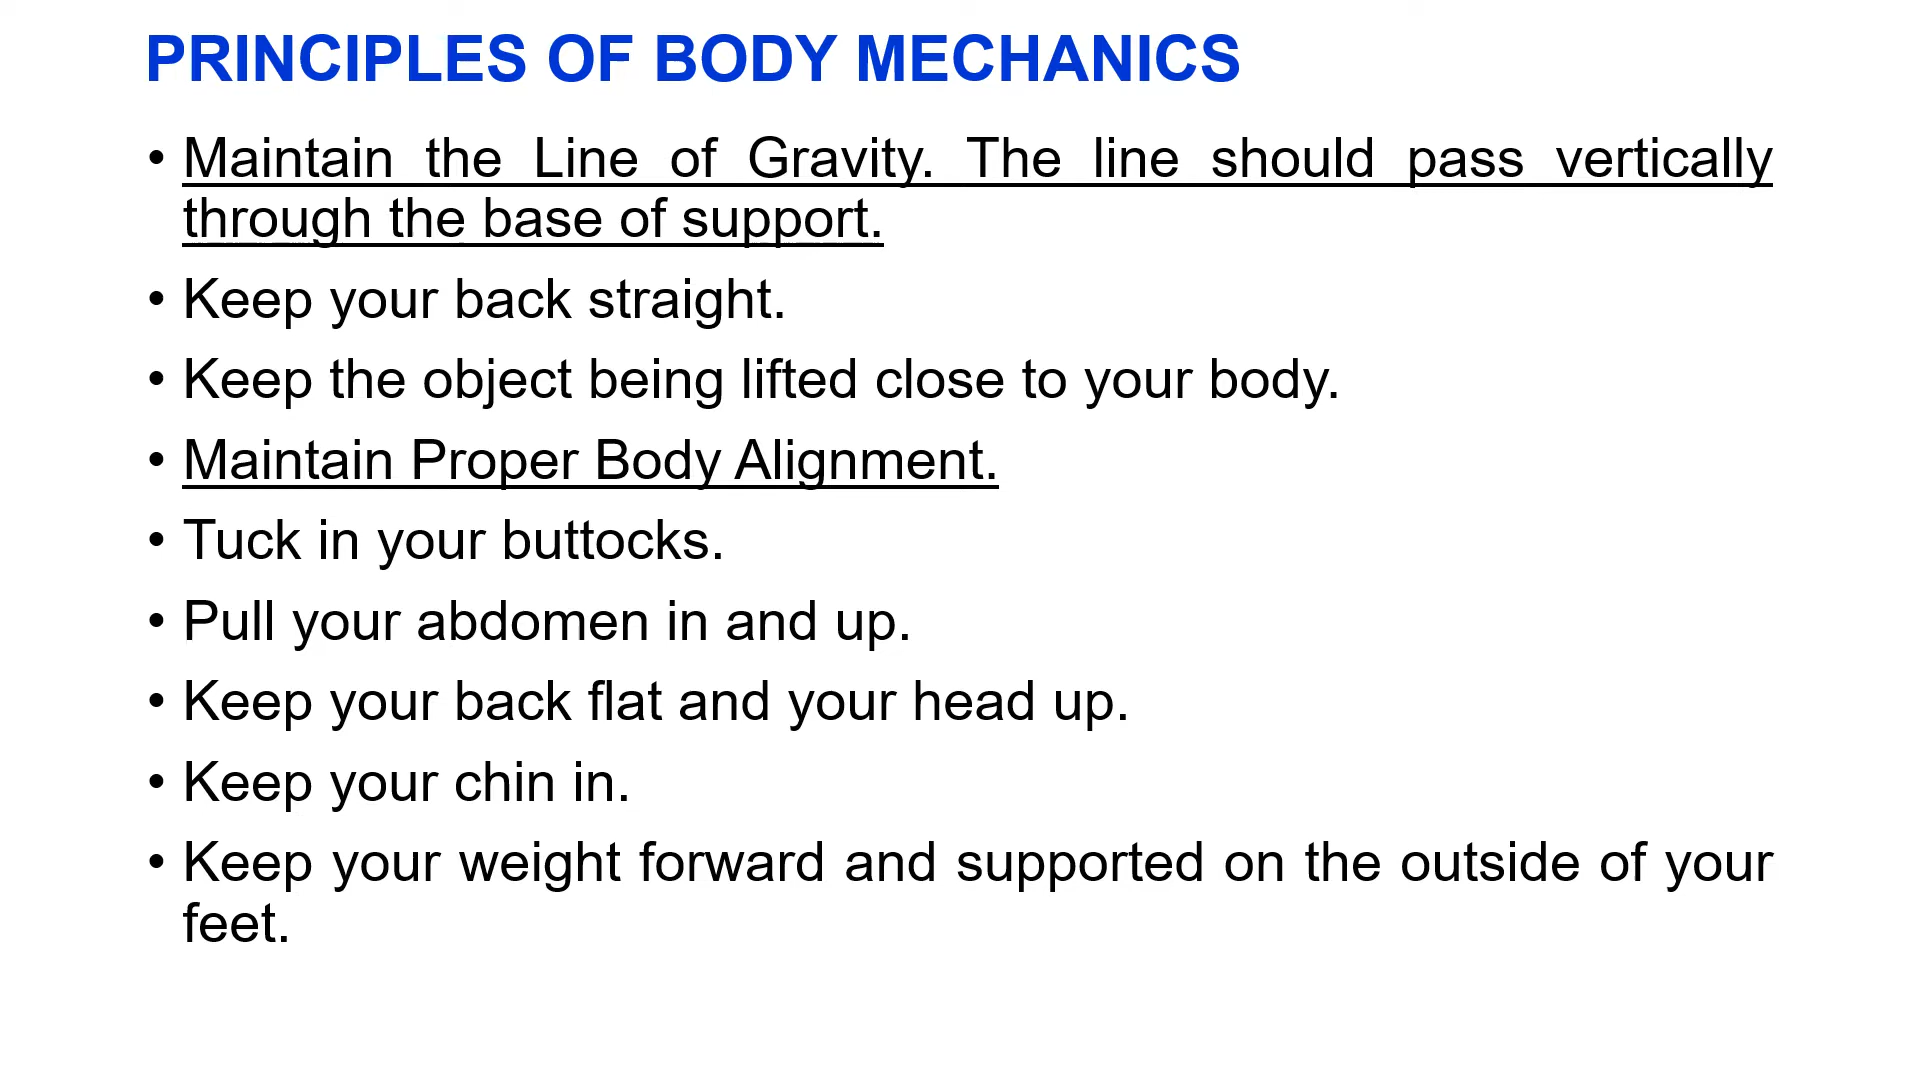 PRINCIPLES OF BODY MECHANICS
• Maintain the Line of Gravity. The line should pass vertically
through the base of support.
• Keep your back straight.
• Keep the object being lifted close to your body.
• Maintain Proper Body Alignment.
• Tuck in your buttocks.
• Pull your abdomen in and up.
• Keep your back flat and your head up.
• Keep your chin in.
• Keep your weight forward and supported on the outside of your
feet.